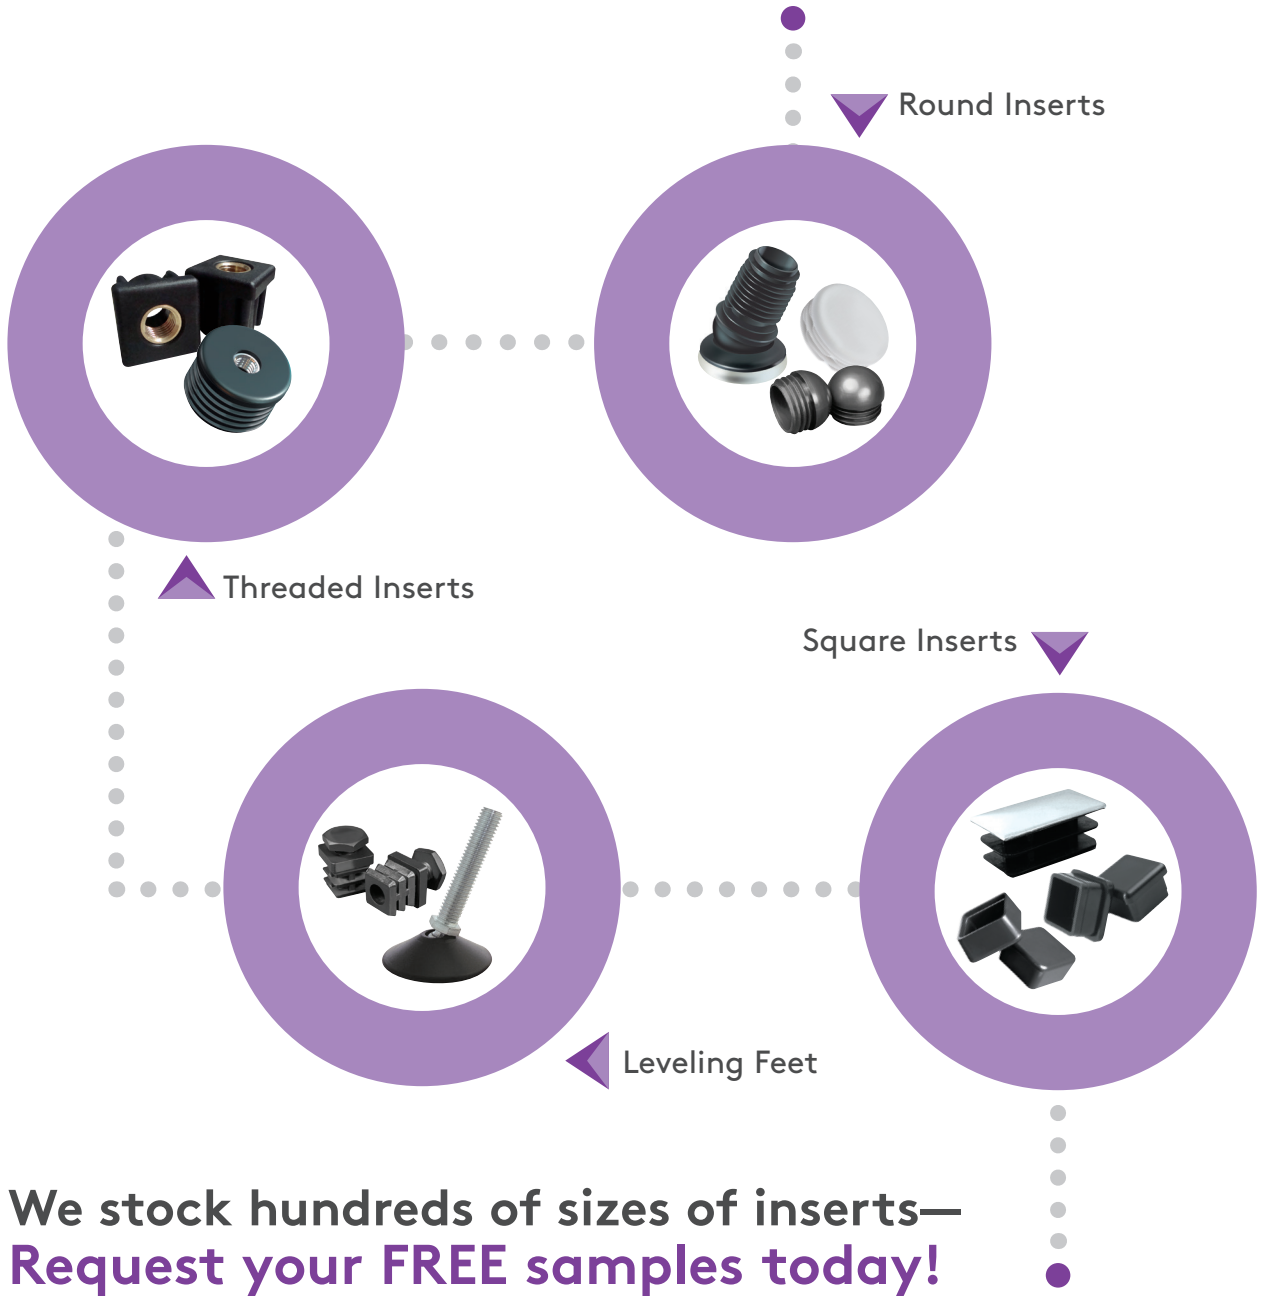 Round Inserts
Threaded Inserts
Square Inserts
Leveling Feet
We stock hundreds of sizes of inserts—
Request your FREE samples today!